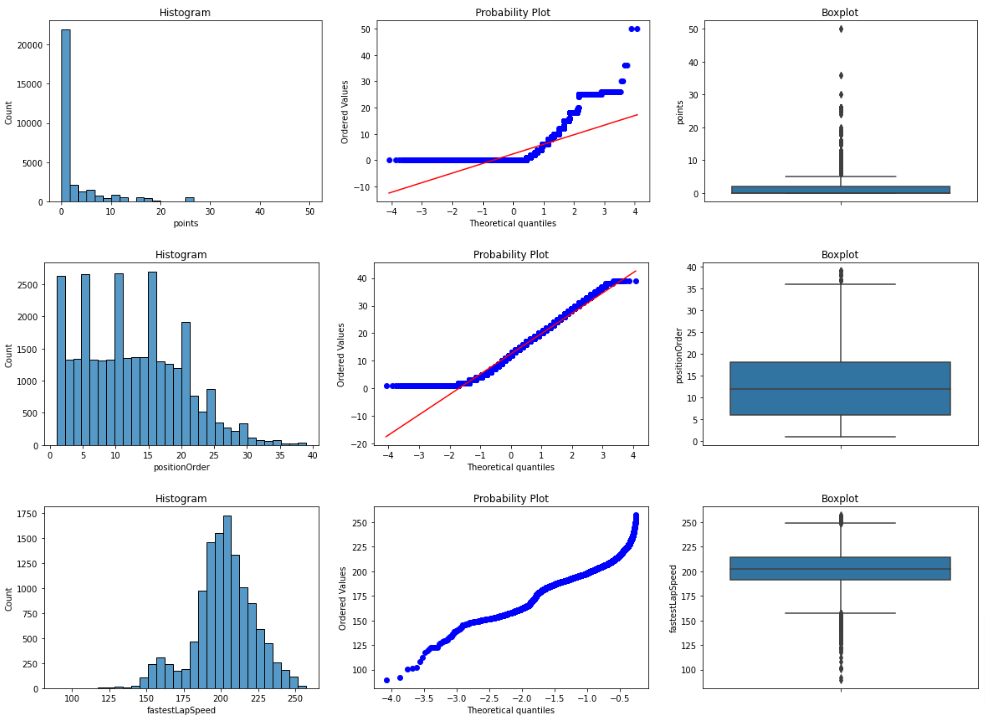 Histogram
Probability Plot
Boxplot
20000
15000
10000
5000
0
Count
0 10 20 30 40 50
points
50
40
30
20
10
0
−10
Ordered Values
−4 −3 −2 −1 0 1 2 3 4
Theoretical quantiles
50
40
30
20
10
0
points
Histogram
Probability Plot
Boxplot
2500
2000
1500
1000
500
0
Count
0 5 10 15 20 25 30 35 40
positionOrder
40
30
20
10
0
−10
−20
Ordered Values
−4 −3 −2 −1 0 1 2 3 4
Theoretical quantiles
40
35
30
25
20
15
10
5
0
positionOrder
Histogram
Probability Plot
Boxplot
1750
1500
1250
1000
750
500
250
0
Count
100 125 150 175 200 225 250
fastestLapSpeed
250
225
200
175
150
125
100
Ordered Values
−4.0 −3.5 −3.0 −2.5 −2.0 −1.5 −1.0 −0.5
Theoretical quantiles
250
225
200
175
150
125
100
fastestLapSpeed